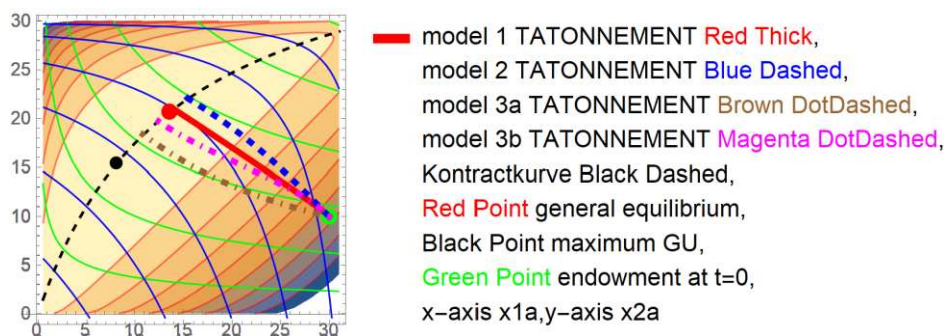 30
25
20
15
10
5
0
0 5 10 15 20 25 30
model 1 TATONNEMENT Red Thick,
model 2 TATONNEMENT Blue Dashed,
model 3a TATONNEMENT Brown DotDashed,
model 3b TATONNEMENT Magenta DotDashed,
Kontractkurve Black Dashed,
Red Point general equilibrium,
Black Point maximum GU,
Green Point endowment at t=0,
x-axis x1a,y-axis x2a